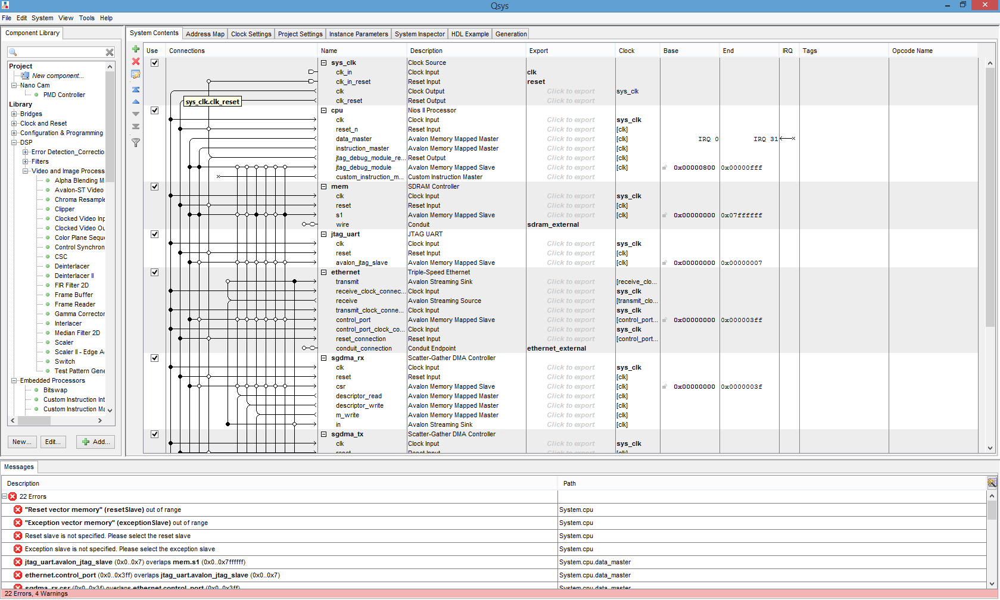 Qsys
File Edit System View Tools Help
Component Library
Project
New component...
Nano Cam
PMD Controller
Library
Bridges
Clock and Reset
Configuration & Programming
DSP
Error Detection_Correctio
Filters
Video and Image Process
Alpha Blending M
Avalon-ST Video
Chroma Resample
Clipper
Clocked Video Inp
Clocked Video Ou
Color Plane Sequ
Control Synchron
CSC
Deinterlacer
Deinterlacer II
FIR Filter 2D
Frame Buffer
Frame Reader
Gamma Corrector
Interlacer
Median Filter 2D
Scaler
Scaler II - Edge A
Switch
Test Pattern Gene
Embedded Processors
Bitswap
Custom Instruction Int
Custom Instruction Ma
New... Edit... Add...
System Contents Address Map Clock Settings Project Settings Instance Parameters System Inspector HDL Example Generation
Use Connections Name Description Export Clock Base End IRQ Tags Opcode Name
sys_clk Clock Source
clk_in Clock Input clk
clk_in_reset Reset Input reset
clk Clock Output Click to export sys_clk
sys_clk.clk_reset
clk_reset Reset Output Click to export
cpu Nios II Processor
clk Clock Input Click to export sys_clk
reset_n Reset Input Click to export [clk]
data_master Avalon Memory Mapped Master Click to export [clk] IRQ 0 IRQ 31
instruction_master Avalon Memory Mapped Master Click to export [clk]
jtag_debug_module_re... Reset Output Click to export [clk]
jtag_debug_module Avalon Memory Mapped Slave Click to export [clk] 0x00000800 0x00000fff
custom_instruction_m... Custom Instruction Master Click to export
mem SDRAM Controller
clk Clock Input Click to export sys_clk
reset Reset Input Click to export [clk]
s1 Avalon Memory Mapped Slave Click to export [clk] 0x00000000 0x07ffffff
wire Conduit sdram_external
jtag_uart JTAG UART
clk Clock Input Click to export sys_clk
reset Reset Input Click to export [clk]
avalon_jtag_slave Avalon Memory Mapped Slave Click to export [clk] 0x00000000 0x00000007
ethernet Triple-Speed Ethernet
transmit Avalon Streaming Sink Click to export [receive_clo...
receive_clock_connec... Clock Input Click to export sys_clk
receive Avalon Streaming Source Click to export [transmit_clo...
transmit_clock_conne... Clock Input Click to export sys_clk
control_port Avalon Memory Mapped Slave Click to export [control_port... 0x00000000 0x000003ff
control_port_clock_co... Clock Input Click to export sys_clk
reset_connection Reset Input Click to export [control_port...
conduit_connection Conduit Endpoint ethernet_external
sgdma_rx Scatter-Gather DMA Controller
clk Clock Input Click to export sys_clk
reset Reset Input Click to export [clk]
csr Avalon Memory Mapped Slave Click to export [clk] 0x00000000 0x0000003f
descriptor_read Avalon Memory Mapped Master Click to export [clk]
descriptor_write Avalon Memory Mapped Master Click to export [clk]
m_write Avalon Memory Mapped Master Click to export [clk]
in Avalon Streaming Sink Click to export [clk]
sgdma_tx Scatter-Gather DMA Controller
clk Clock Input Click to export sys_clk
reset Reset Input Click to export [clk]
Messages
Description Path
22 Errors
"Reset vector memory" (resetSlave) out of range System.cpu
"Exception vector memory" (exceptionSlave) out of range System.cpu
Reset slave is not specified. Please select the reset slave System.cpu
Exception slave is not specified. Please select the exception slave System.cpu
jtag_uart.avalon_jtag_slave (0x0..0x7) overlaps mem.s1 (0x0..0x7ffffff) System.cpu.data_master
ethernet.control_port (0x0..0x3ff) overlaps jtag_uart.avalon_jtag_slave (0x0..0x7) System.cpu.data_master
sgdma_rx.csr (0x0..0x3f) overlaps ethernet.control_port (0x0..0x3ff) System.cpu.data_master
22 Errors, 4 Warnings